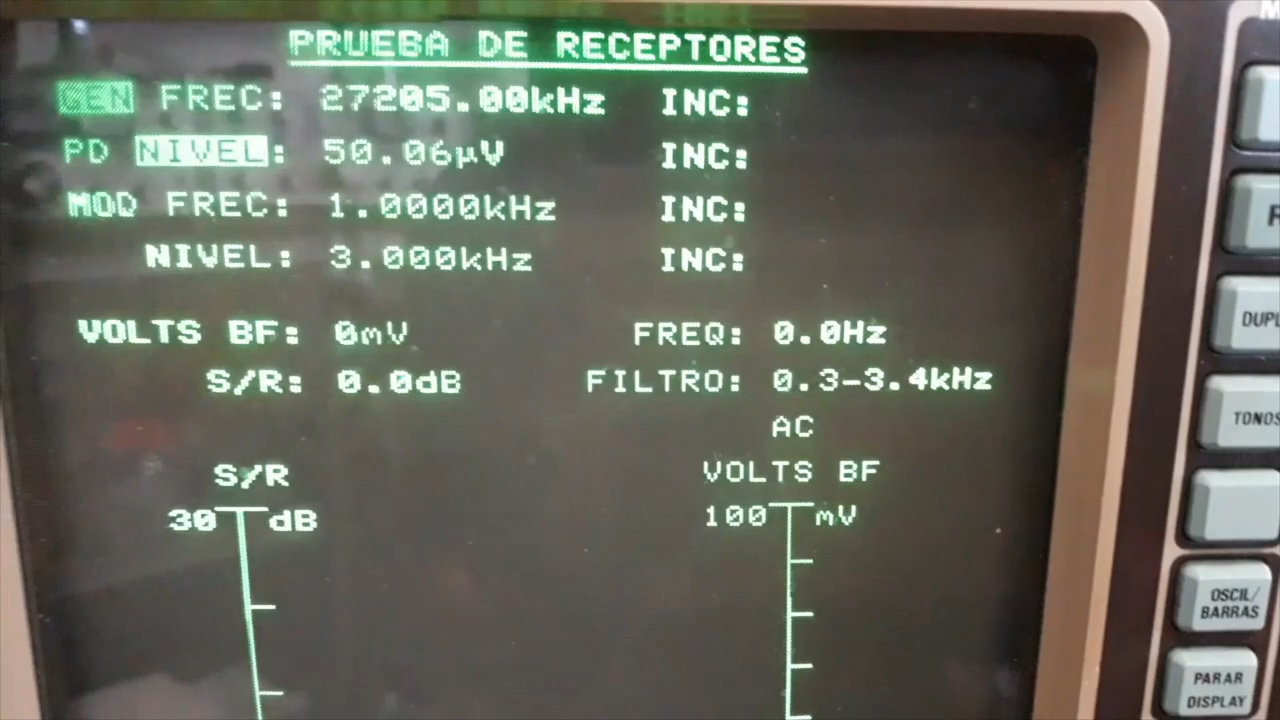 PRUEBA DE RECEPTORES
GEN FREC: 27205.00kHz INC:
PD NIVEL: 50.06µV INC:
MOD FREC: 1.0000kHz INC:
NIVEL: 3.000kHz INC:
VOLTS BF: 0mV FREQ: 0.0Hz
S/R: 0.0dB FILTRO: 0.3-3.4kHz
AC
S/R VOLTS BF
30 dB 100 mV
TONOS
OSCIL/
BARRAS
PARAR
DISPLAY